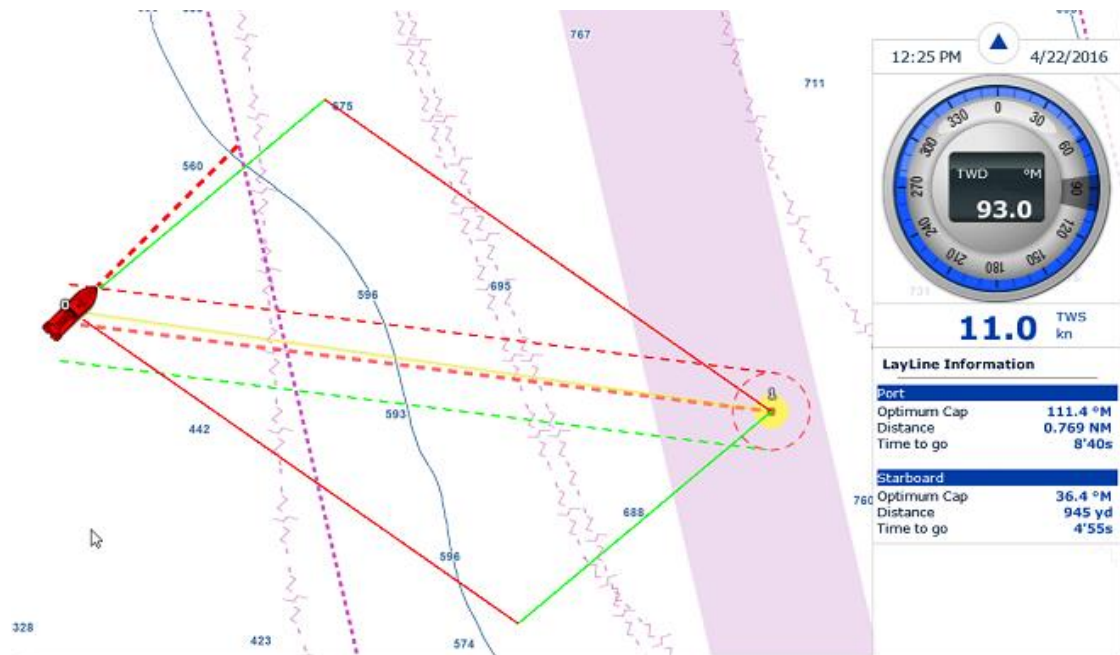 767
711
675
560
695
596
593
442
688
760
596
574
423
328
0
1
12:25 PM 4/22/2016
0
30
60
90
120
150
180
210
240
270
300
330
TWD °M
93.0
731
11.0 TWS
kn
LayLine Information
Port
Optimum Cap 111.4 °M
Distance 0.769 NM
Time to go 8'40s
Starboard
Optimum Cap 36.4 °M
Distance 945 yd
Time to go 4'55s